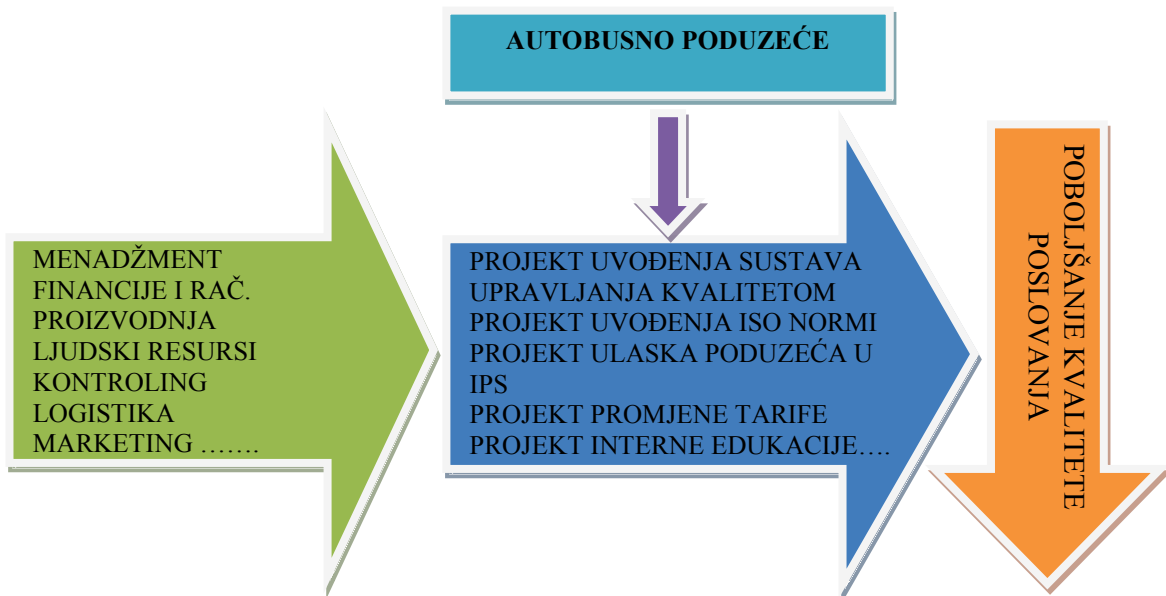 AUTOBUSNO PODUZEĆE
MENADŽMENT
FINANCIJE I RAČ.
PROIZVODNJA
LJUDSKI RESURSI
KONTROLING
LOGISTIKA
MARKETING …….
PROJEKT UVOĐENJA SUSTAVA
UPRAVLJANJA KVALITETOM
PROJEKT UVOĐENJA ISO NORMI
PROJEKT ULASKA PODUZEĆA U
IPS
PROJEKT PROMJENE TARIFE
PROJEKT INTERNE EDUKACIJE….
POBOLJŠANJE KVALITETE
POSLOVANJA